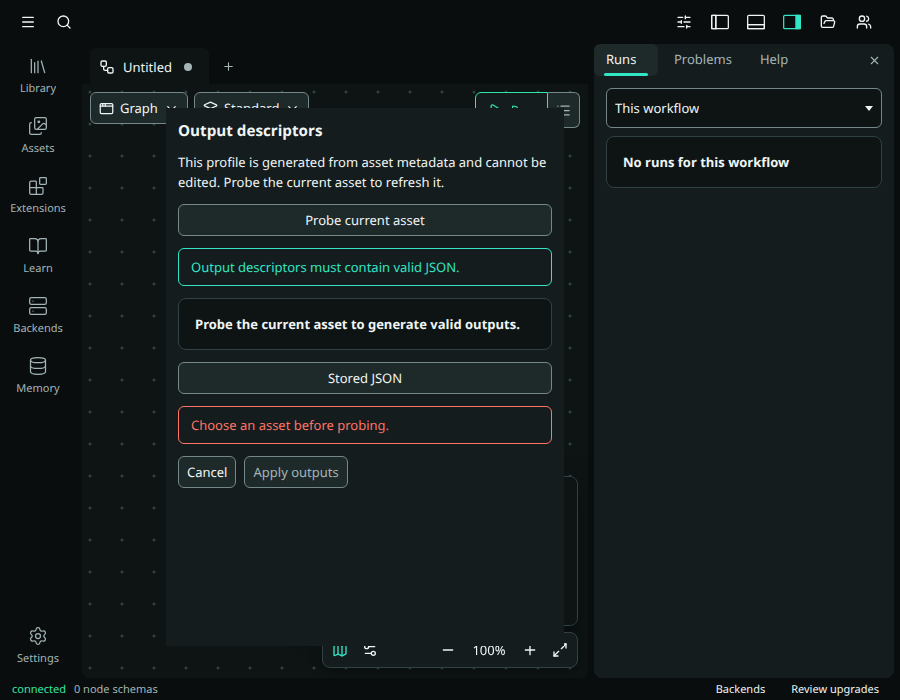 Untitled
Runs
Problems
Help
Library
Assets
Extensions
Learn
Backends
Memory
Settings
Graph
Standard
This workflow
No runs for this workflow
Output descriptors
This profile is generated from asset metadata and cannot be
edited. Probe the current asset to refresh it.
Probe current asset
Output descriptors must contain valid JSON.
Probe the current asset to generate valid outputs.
Stored JSON
Choose an asset before probing.
Cancel
Apply outputs
100%
connected
0 node schemas
Backends
Review upgrades